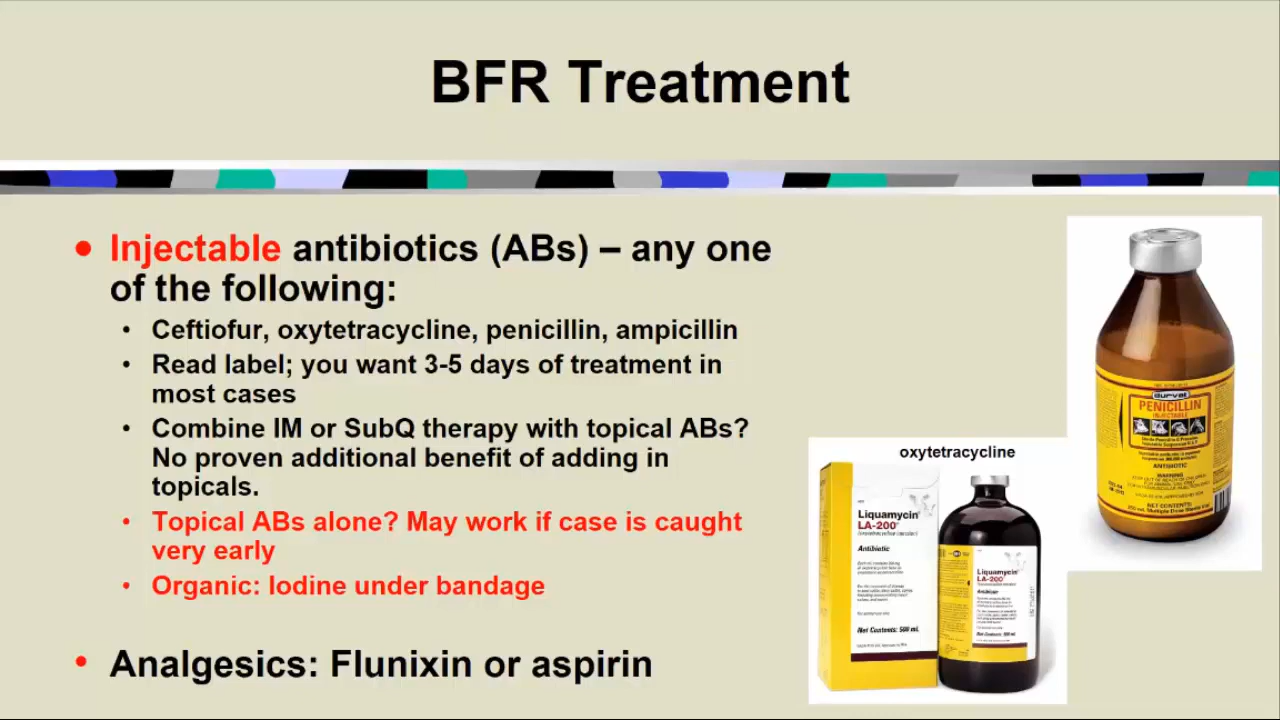 BFR Treatment
Injectable antibiotics (ABs) – any one
of the following:
Ceftiofur, oxytetracycline, penicillin, ampicillin
Read label; you want 3-5 days of treatment in
most cases
Combine IM or SubQ therapy with topical ABs?
No proven additional benefit of adding in
topicals.
Topical ABs alone? May work if case is caught
very early
Organic: Iodine under bandage
Analgesics: Flunixin or aspirin
oxytetracycline
Liquamycin
LA-200
Antibiotic
Net Contents: 500 mL
Liquamycin
LA-200
Durvet
PENICILLIN
INJECTABLE
ANTIBIOTIC
WARNING